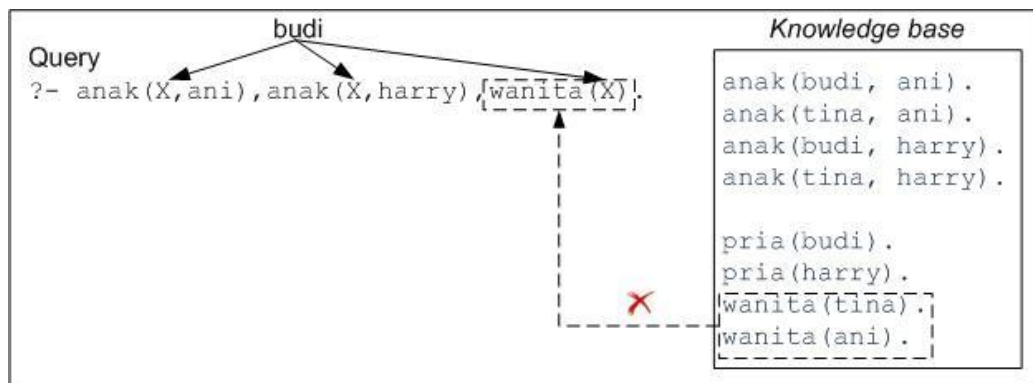 budi
Query
?- anak(X,ani),anak(X,harry),wanita(X).
Knowledge base
anak(budi, ani).
anak(tina, ani).
anak(budi, harry).
anak(tina, harry).
pria(budi).
pria(harry).
wanita(tina).
wanita(ani).